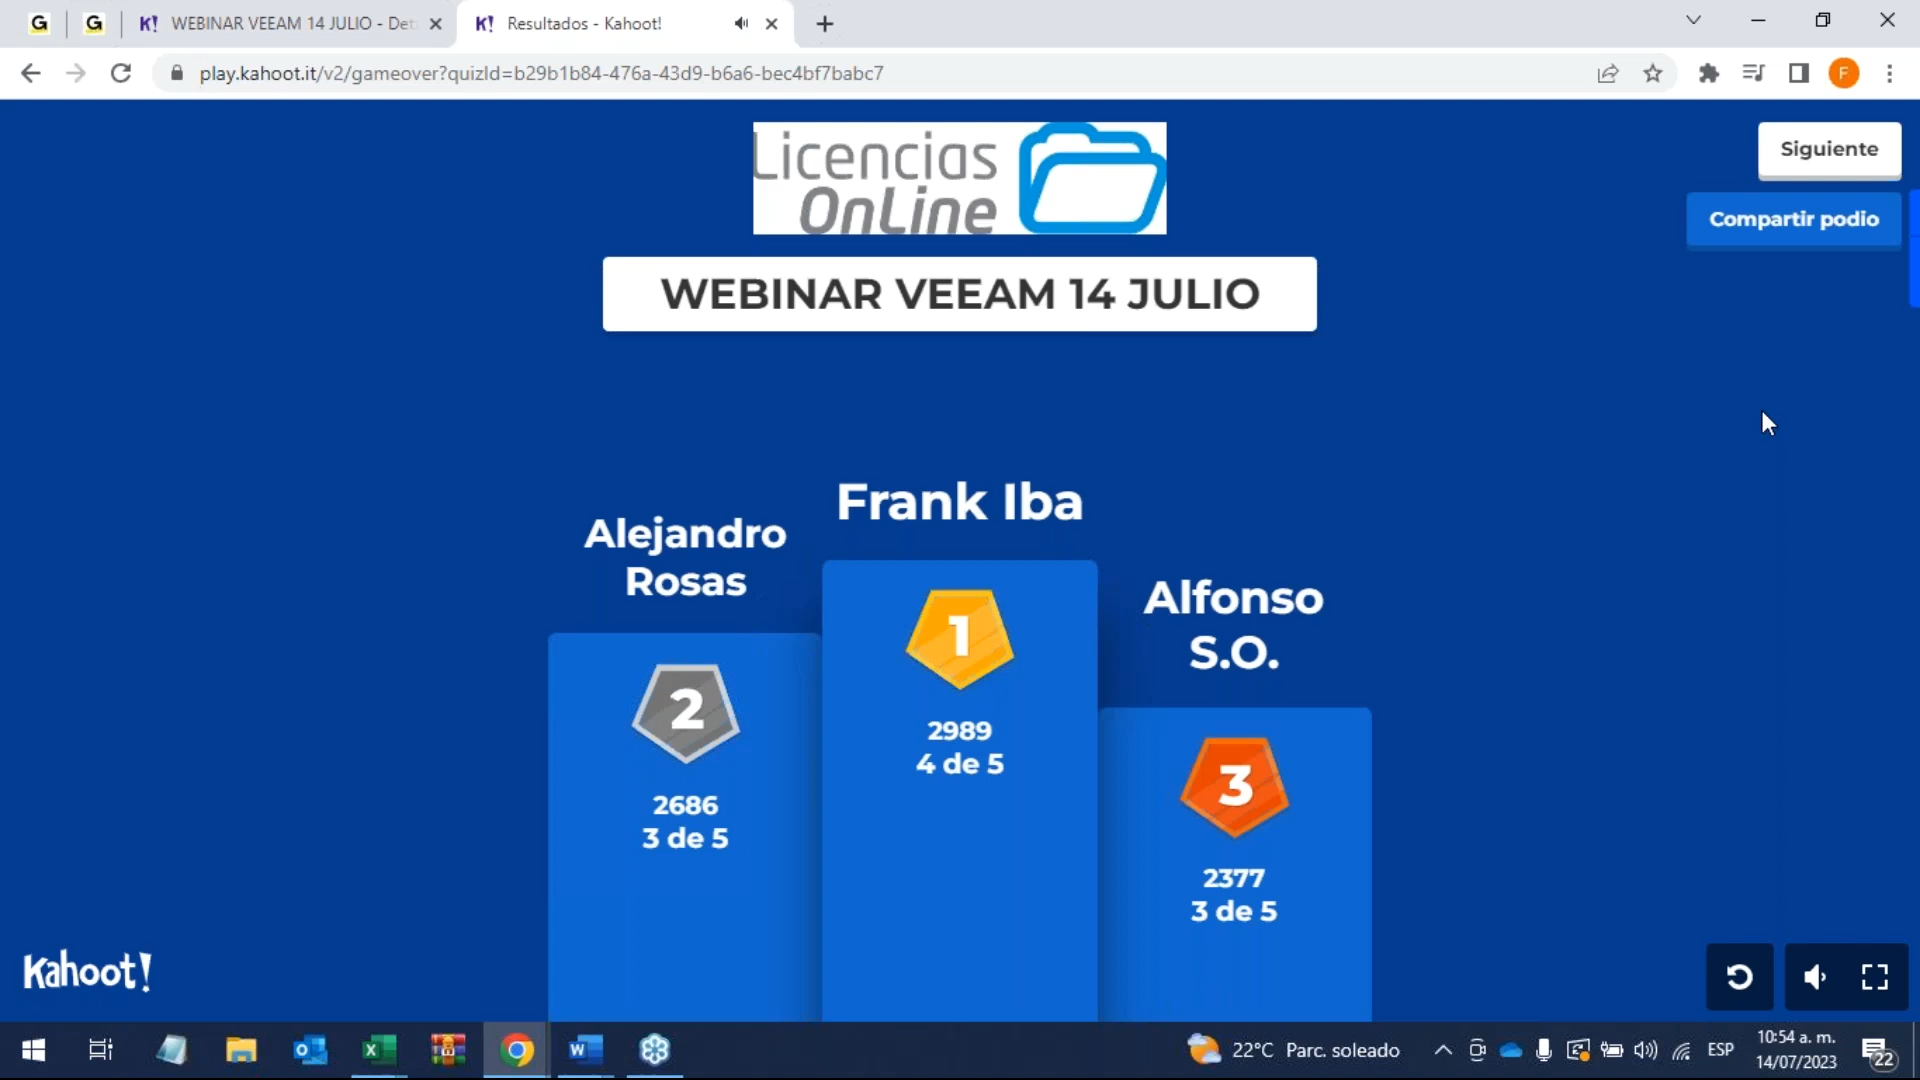 G
G
K! WEBINAR VEEAM 14 JULIO - Det
K! Resultados - Kahoot!
play.kahoot.it/v2/gameover?quizId=b29b1b84-476a-43d9-b6a6-bec4bf7babc7
F
Licencias
OnLine
Siguiente
Compartir podio
WEBINAR VEEAM 14 JULIO
Frank Iba
Alejandro
Rosas
Alfonso
S.O.
1
2989
4 de 5
2
2686
3 de 5
3
2377
3 de 5
Kahoot!
22°C Parc. soleado
ESP
10:54 a. m.
14/07/2023
22